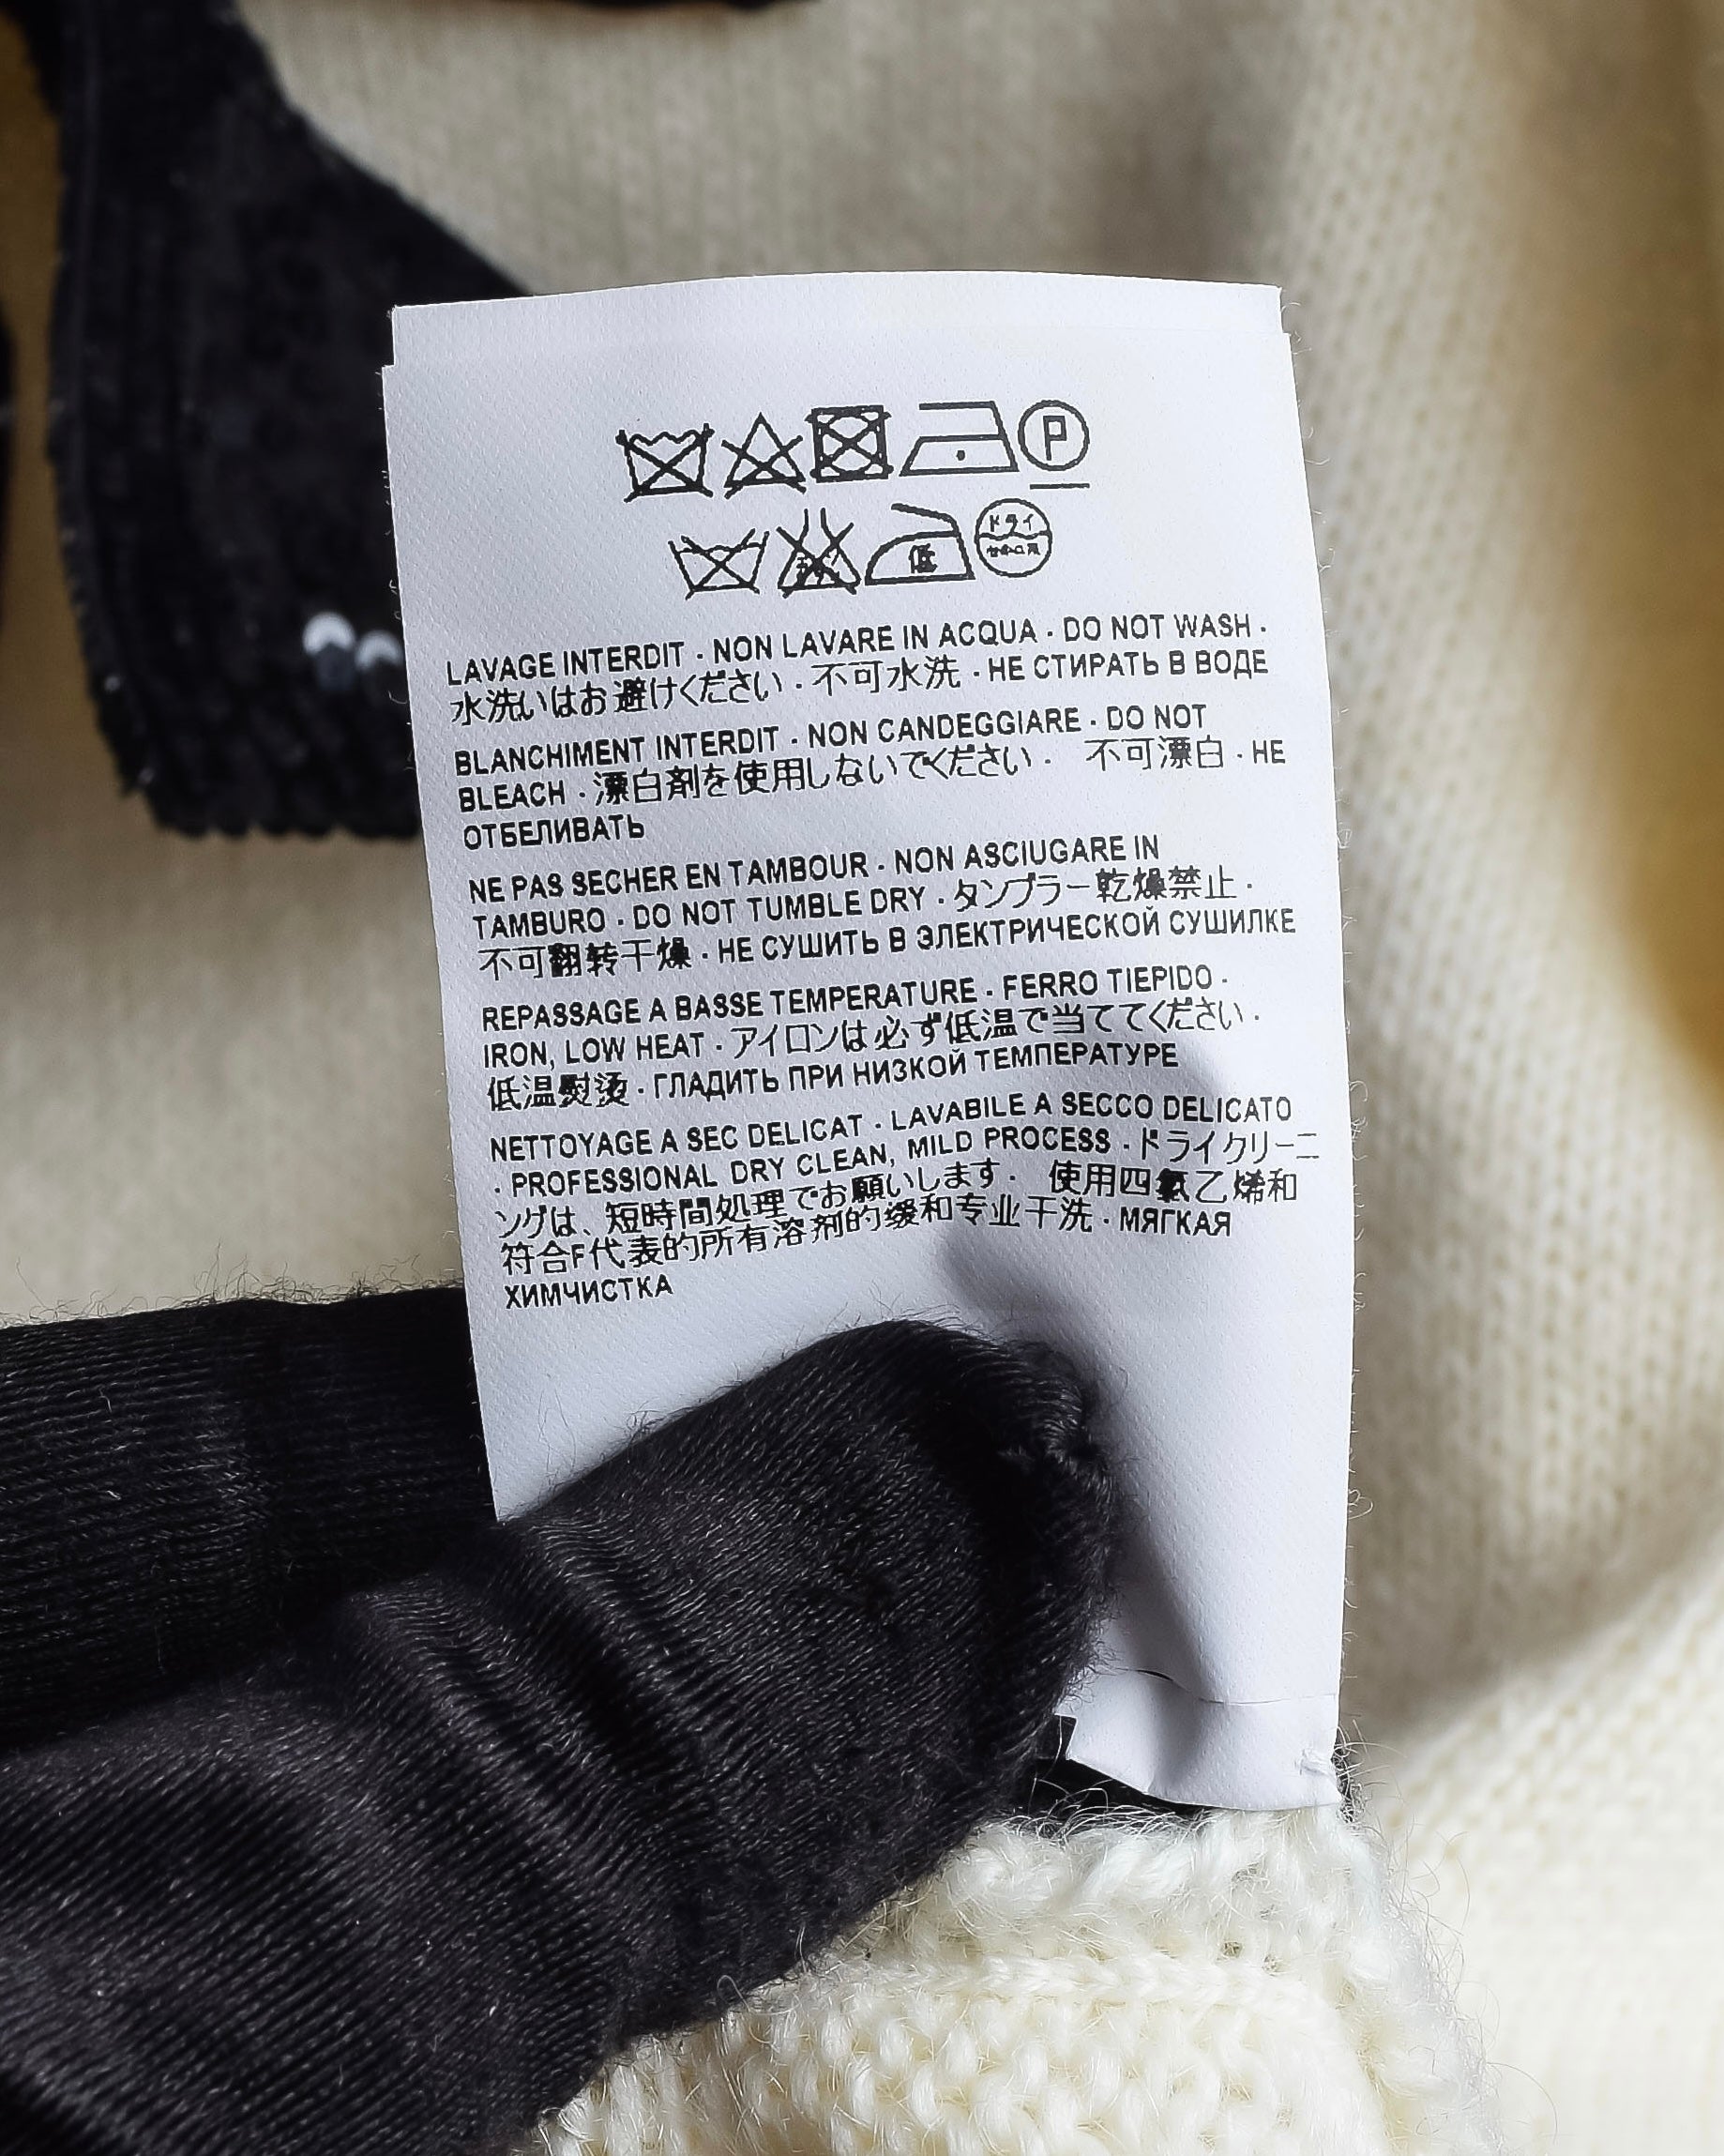 P
低
ドライ
LAVAGE INTERDIT · NON LAVARE IN ACQUA · DO NOT WASH ·
水洗いはお避けください · 不可水洗 · НЕ СТИРАТЬ В ВОДЕ
BLANCHIMENT INTERDIT · NON CANDEGGIARE · DO NOT
BLEACH · 漂白剤を使用しないでください · 不可漂白 · НЕ
ОТБЕЛИВАТЬ
NE PAS SECHER EN TAMBOUR · NON ASCIUGARE IN
TAMBURO · DO NOT TUMBLE DRY · タンブラー乾燥禁止 ·
不可翻转干燥 · НЕ СУШИТЬ В ЭЛЕКТРИЧЕСКОЙ СУШИЛКЕ
REPASSAGE A BASSE TEMPERATURE · FERRO TIEPIDO ·
IRON, LOW HEAT · アイロンは必ず低温で当ててください ·
低温熨烫 · ГЛАДИТЬ ПРИ НИЗКОЙ ТЕМПЕРАТУРЕ
NETTOYAGE A SEC DELICAT · LAVABILE A SECCO DELICATO
· PROFESSIONAL DRY CLEAN, MILD PROCESS · ドライクリーニ
ングは、短時間処理でお願いします · 使用四氯乙烯和
符合F代表的所有溶剂的缓和专业干洗 · МЯГКАЯ
ХИМЧИСТКА